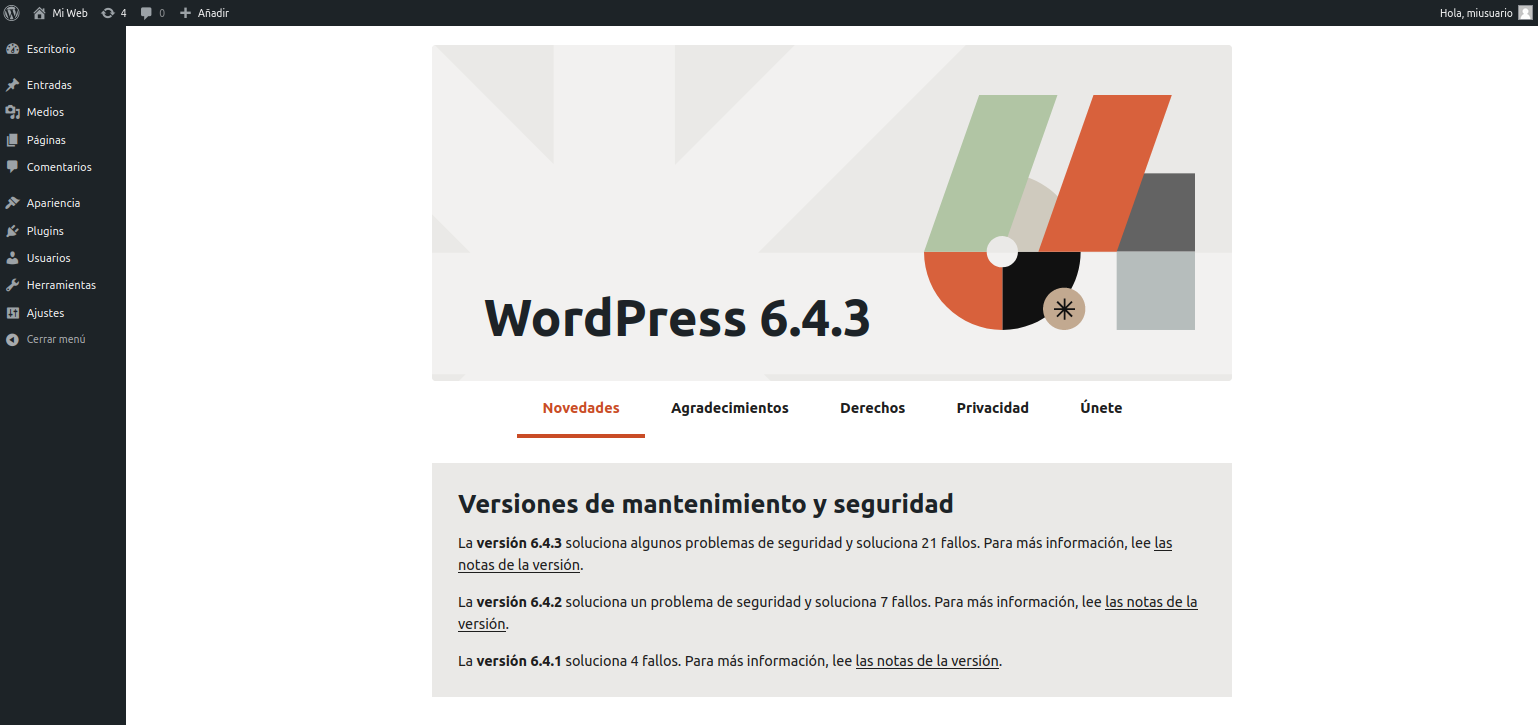 Mi Web 4 0 Añadir Hola, miusuario
Escritorio
Entradas
Medios
Páginas
Comentarios
Apariencia
Plugins
Usuarios
Herramientas
Ajustes
Cerrar menú
WordPress 6.4.3
Novedades Agradecimientos Derechos Privacidad Únete
Versiones de mantenimiento y seguridad
La versión 6.4.3 soluciona algunos problemas de seguridad y soluciona 21 fallos. Para más información, lee las
notas de la versión.
La versión 6.4.2 soluciona un problema de seguridad y soluciona 7 fallos. Para más información, lee las notas de la
versión.
La versión 6.4.1 soluciona 4 fallos. Para más información, lee las notas de la versión.